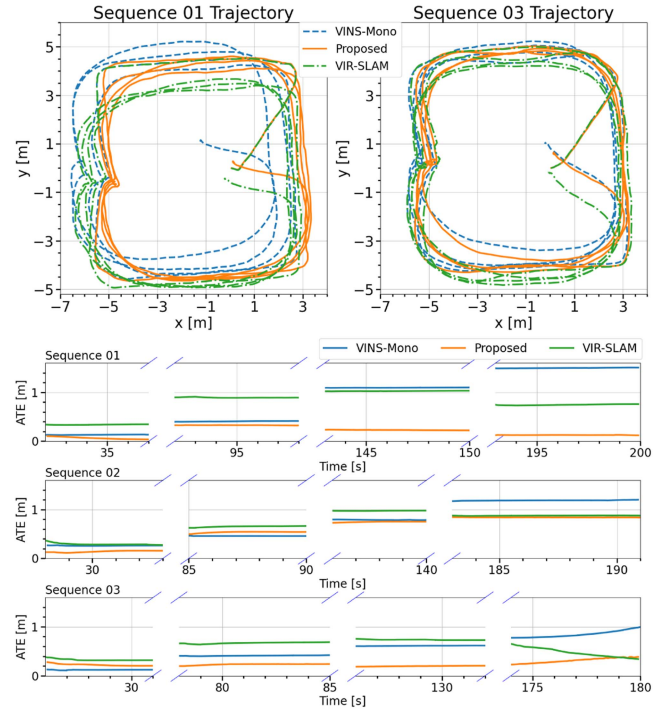 Sequence 01 Trajectory
Sequence 03 Trajectory
VINS-Mono
Proposed
VIR-SLAM
y [m]
5
3
1
−1
−3
−5
−7 −5 −3 −1 1 3
x [m]
y [m]
5
3
1
−1
−3
−5
−7 −5 −3 −1 1 3
x [m]
VINS-Mono Proposed VIR-SLAM
Sequence 01
ATE [m]
1
0
35 95 145 150 195 200
Time [s]
Sequence 02
ATE [m]
1
0
30 85 90 140 185 190
Time [s]
Sequence 03
ATE [m]
1
0
30 80 85 130 175 180
Time [s]